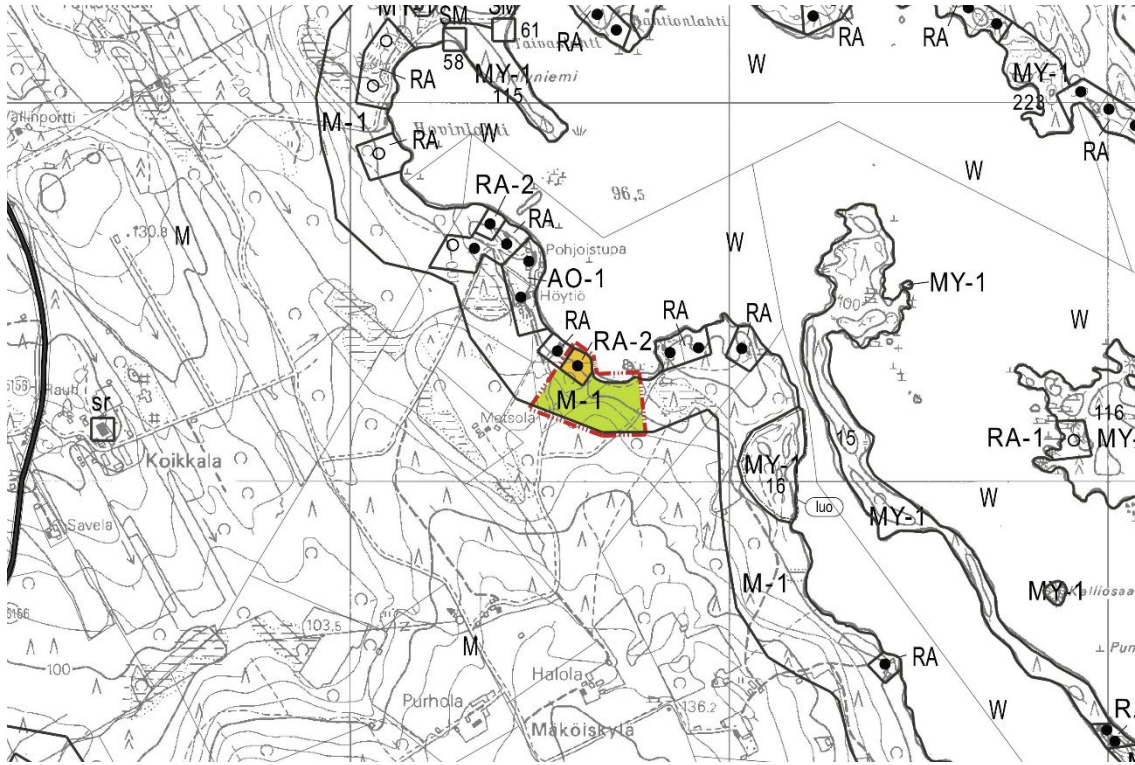 M
SM
SM
61
58
RA
RA
RA
MY-1
115
MY-1
223
W
RA
M-1
RA
W
RA
W
M
130.8
96,5
RA-2
RA
W
Pohjoistupa
AO-1
Höytiö
MY-1
100
RA
RA-2
RA
RA
W
M-1
Metsola
sr
Koikkala
Savela
15
116
RA-1
MY-1
16
luo
W
MY-1
M-1
MY-1
103.5
M
100
RA
Halola
Purholla
136.2
Mäköiskylä
W